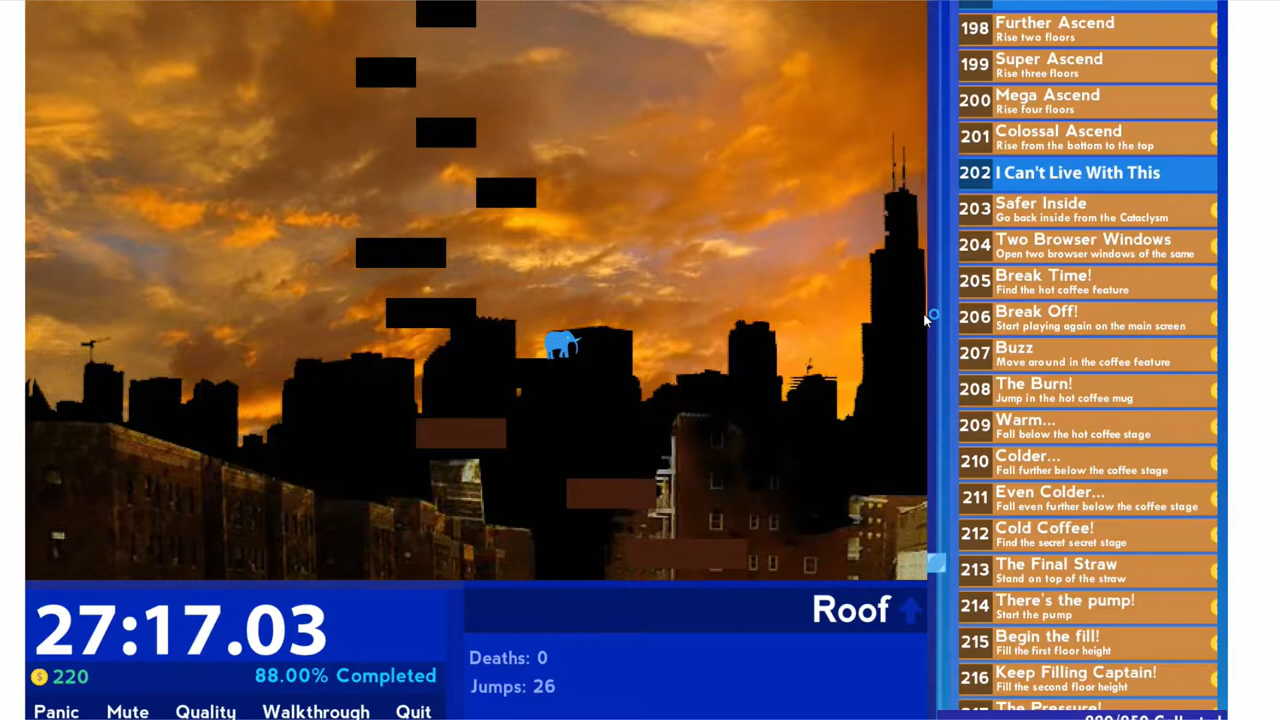 198 Further Ascend
Rise two floors
199 Super Ascend
Rise three floors
200 Mega Ascend
Rise four floors
201 Colossal Ascend
Rise from the bottom to the top
202 I Can't Live With This
203 Safer Inside
Go back inside from the Cataclysm
204 Two Browser Windows
Open two browser windows of the same
205 Break Time!
Find the hot coffee feature
206 Break Off!
Start playing again on the main screen
207 Buzz
Move around in the coffee feature
208 The Burn!
Jump in the hot coffee mug
209 Warm...
Fall below the hot coffee stage
210 Colder...
Fall further below the coffee stage
211 Even Colder...
Fall even further below the coffee stage
212 Cold Coffee!
Find the secret secret stage
213 The Final Straw
Stand on top of the straw
214 There's the pump!
Start the pump
215 Begin the fill!
Fill the first floor height
216 Keep Filling Captain!
Fill the second floor height
The Pressure!
27:17.03
220
88.00% Completed
Roof
Deaths: 0
Jumps: 26
Panic Mute Quality Walkthrough Quit